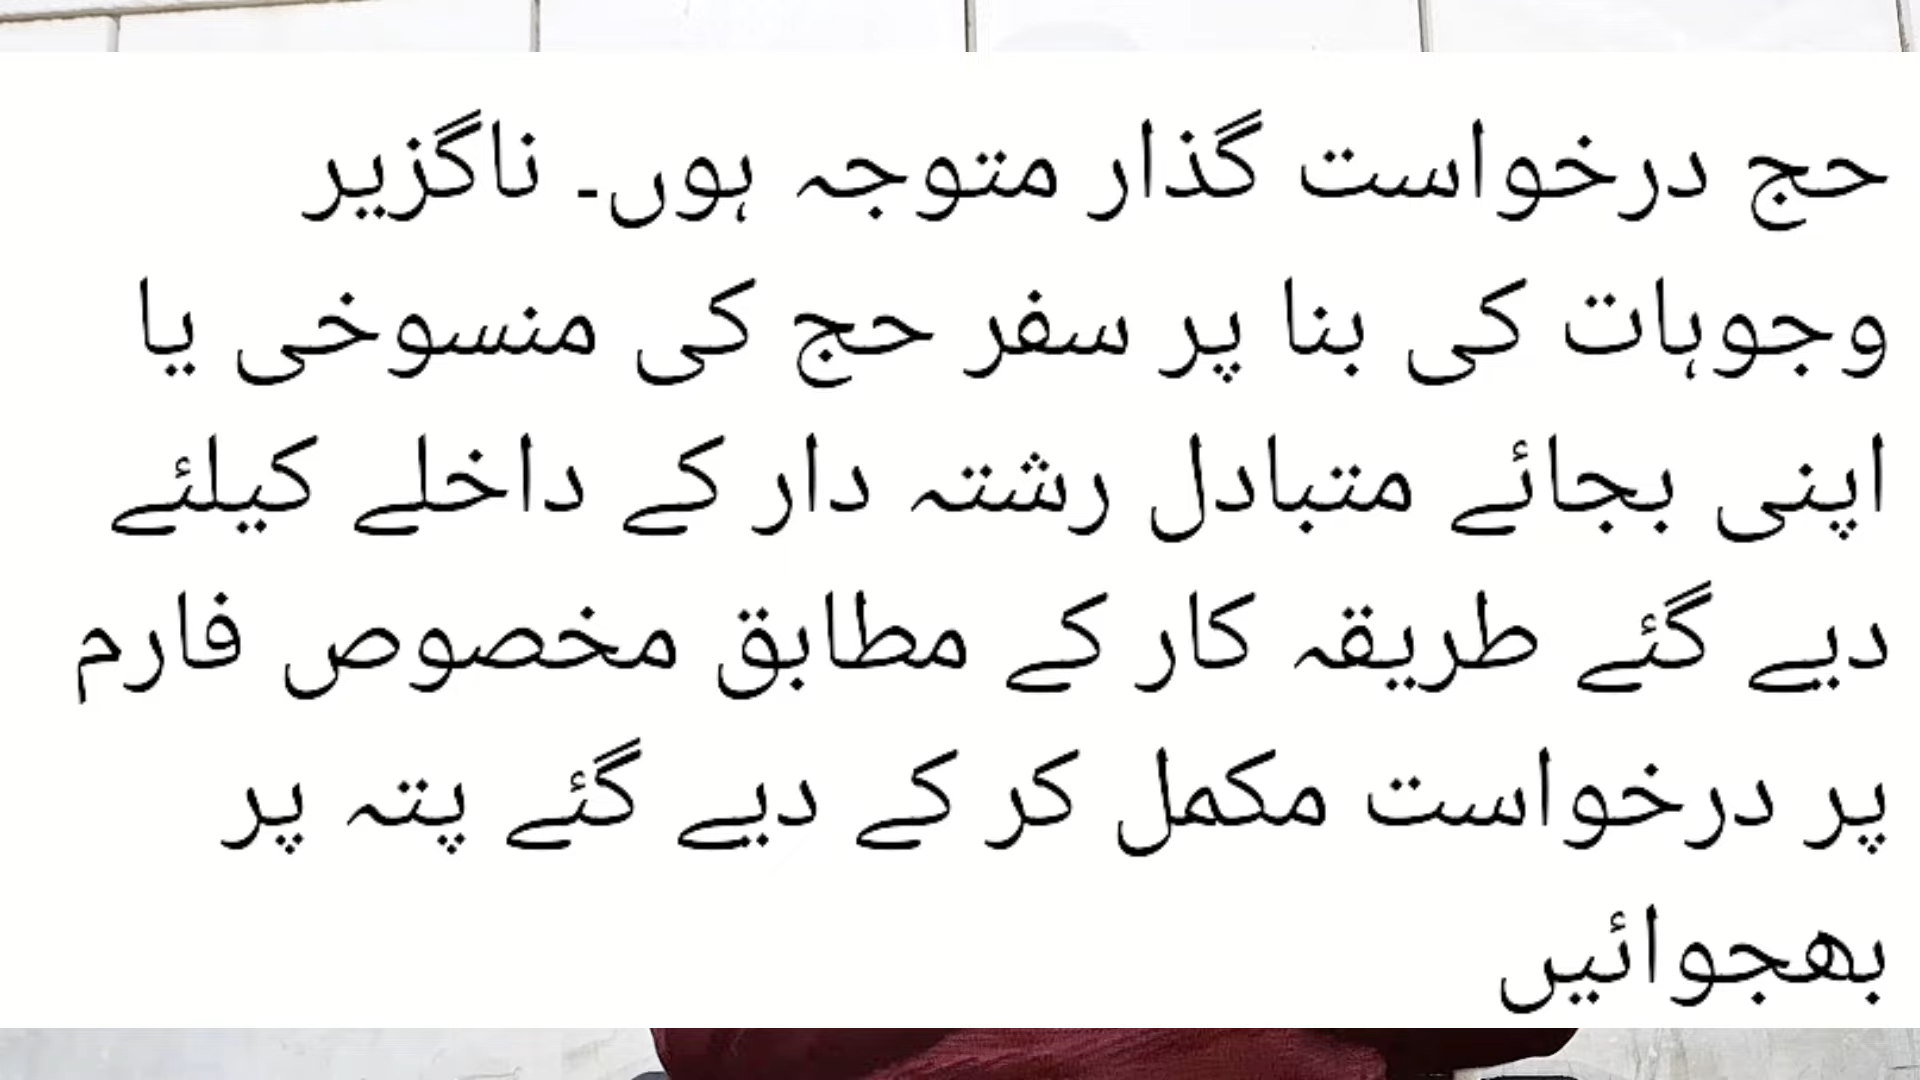 حج درخواست گذار متوجہ ہوں۔ ناگزیر
وجوہات کی بنا پر سفر حج کی منسوخی یا
اپنی بجائے متبادل رشتہ دار کے داخلے کیلئے
دیے گئے طریقہ کار کے مطابق مخصوص فارم
پر درخواست مکمل کر کے دیے گئے پتہ پر
بھجوائیں